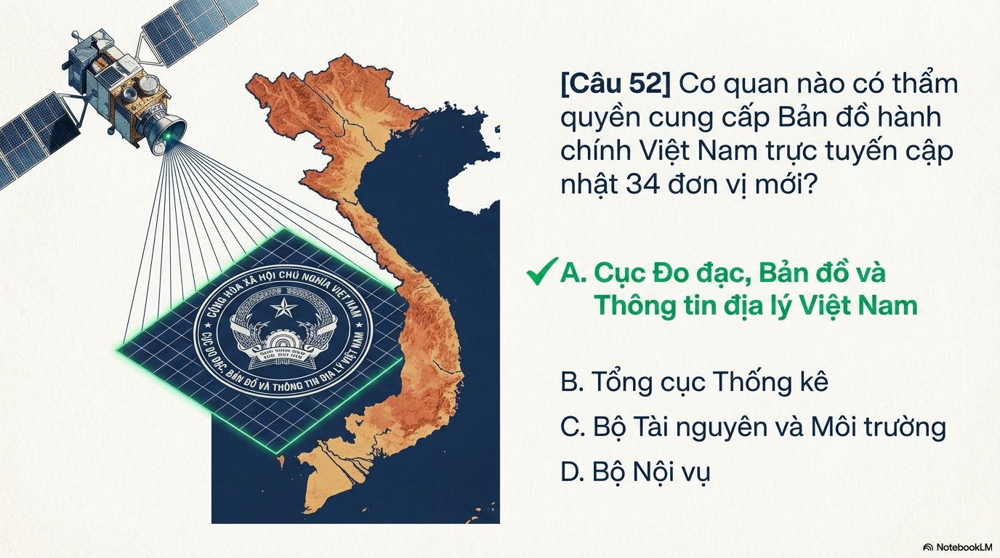 [Câu 52] Cơ quan nào có thẩm
quyền cung cấp Bản đồ hành
chính Việt Nam trực tuyến cập
nhật 34 đơn vị mới?
A. Cục Đo đạc, Bản đồ và
Thông tin địa lý Việt Nam
B. Tổng cục Thống kê
C. Bộ Tài nguyên và Môi trường
D. Bộ Nội vụ
CỘNG HÒA XÃ HỘI CHỦ NGHĨA VIỆT NAM
CỤC ĐO ĐẠC, BẢN ĐỒ VÀ THÔNG TIN ĐỊA LÝ VIỆT NAM
NotebookLM